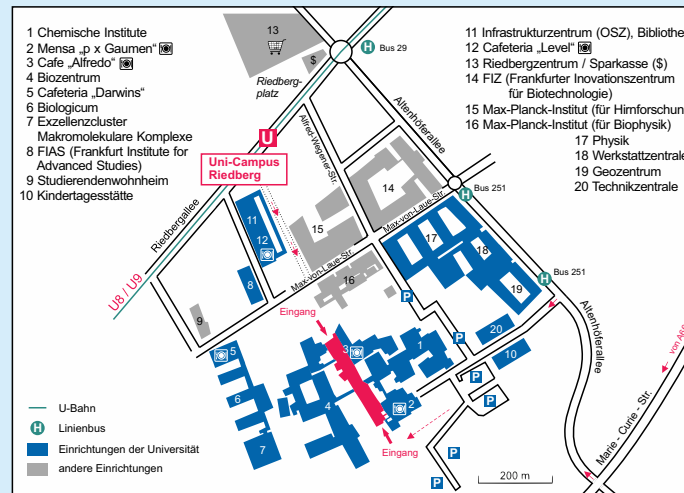 1 Chemische Institute
2 Mensa „p x Gaumen"
3 Cafe „Alfredo"
4 Biozentrum
5 Cafeteria „Darwins"
6 Biologicum
7 Exzellenzcluster
Makromolekulare Komplexe
8 FIAS (Frankfurt Institute for
Advanced Studies)
9 Studierendenwohnheim
10 Kindertagesstätte
11 Infrastrukturzentrum (OSZ), Bibliothe
12 Cafeteria „Level"
13 Riedbergzentrum / Sparkasse ($)
14 FIZ (Frankfurter Inovationszentrum
für Biotechnologie)
15 Max-Planck-Institut (für Hirnforschun
16 Max-Planck-Institut (für Biophysik)
17 Physik
18 Werkstattzentrale
19 Geozentrum
20 Technikzentrale
13
$
H
Bus 29
Riedberg-
platz
U
Uni-Campus
Riedberg
Alfred-Wegener-Str.
Altenhöferallee
14
Bus 251
H
Riedbergallee
11
12
15
Max-von-Laue-Str.
17
18
19
H
Bus 251
U8 / U9
8
Max-von-Laue-Str.
16
P
9
Eingang
Altenhöferallee
von A66
5
3
1
20
P
10
6
4
2
P
P
7
Eingang
P
P
Marie - Curie - Str.
U-Bahn
H Linienbus
Einrichtungen der Universität
andere Einrichtungen
200 m